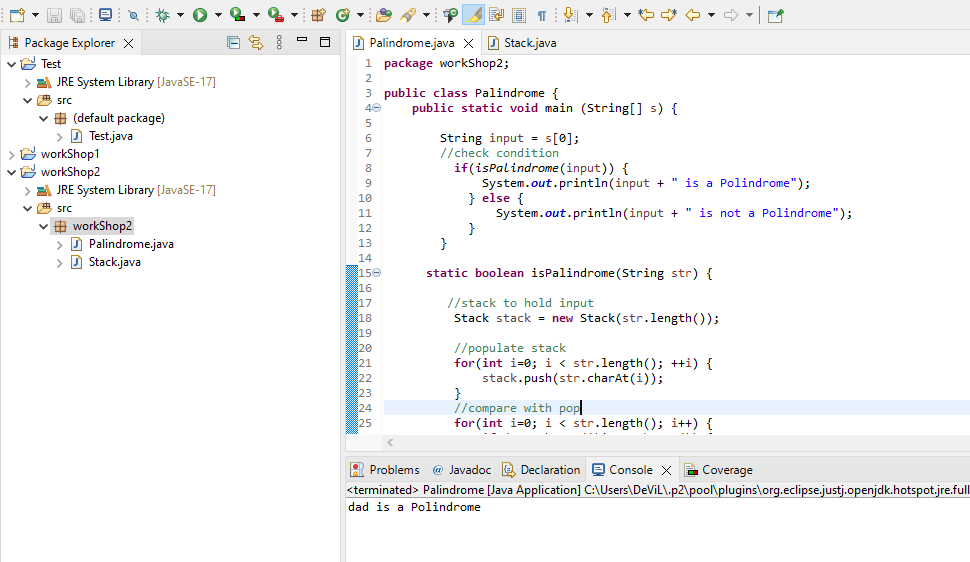 Package Explorer
Test
JRE System Library [JavaSE-17]
src
(default package)
Test.java
workShop1
workShop2
JRE System Library [JavaSE-17]
src
workShop2
Palindrome.java
Stack.java
Palindrome.java Stack.java
1 package workShop2;
2
3 public class Palindrome {
4 public static void main (String[] s) {
5
6 String input = s[0];
7 //check condition
8 if(isPalindrome(input)) {
9 System.out.println(input + " is a Polindrome");
10 } else {
11 System.out.println(input + " is not a Polindrome");
12 }
13 }
14
15 static boolean isPalindrome(String str) {
16
17 //stack to hold input
18 Stack stack = new Stack(str.length());
19
20 //populate stack
21 for(int i=0; i < str.length(); ++i) {
22 stack.push(str.charAt(i));
23 }
24 //compare with pop
25 for(int i=0; i < str.length(); i++) {
Problems Javadoc Declaration Console Coverage
<terminated> Palindrome [Java Application] C:\Users\DeViL\.p2\pool\plugins\org.eclipse.justj.openjdk.hotspot.jre.full
dad is a Polindrome